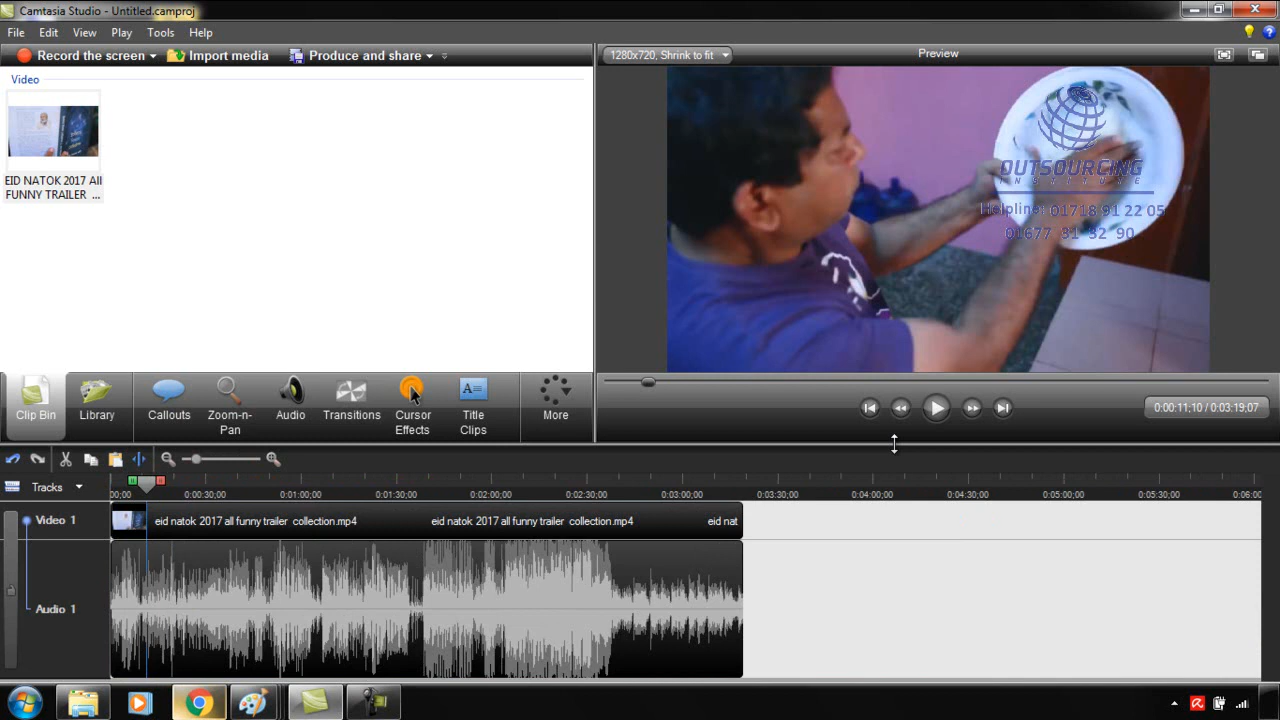 Camtasia Studio - Untitled.camproj
File Edit View Play Tools Help
Record the screen Import media Produce and share
1280x720, Shrink to fit
Preview
Video
EID NATOK 2017 All
FUNNY TRAILER ...
OUTSOURCING
INSTITUTE
Helpline: 01718 91 22 05
01677 81 32 90
Clip Bin
Library
Callouts
Zoom-n-
Pan
Audio
Transitions
Cursor
Effects
Title
Clips
More
0:00:11;10 / 0:03:19;07
Tracks
00;00 0:00:30;00 0:01:00;00 0:01:30;00 0:02:00;00 0:02:30;00 0:03:00;00 0:03:30;00 0:04:00;00 0:04:30;00 0:05:00;00 0:05:30;00 0:06:0
Video 1
eid natok 2017 all funny trailer collection.mp4 eid natok 2017 all funny trailer collection.mp4 eid nat
Audio 1